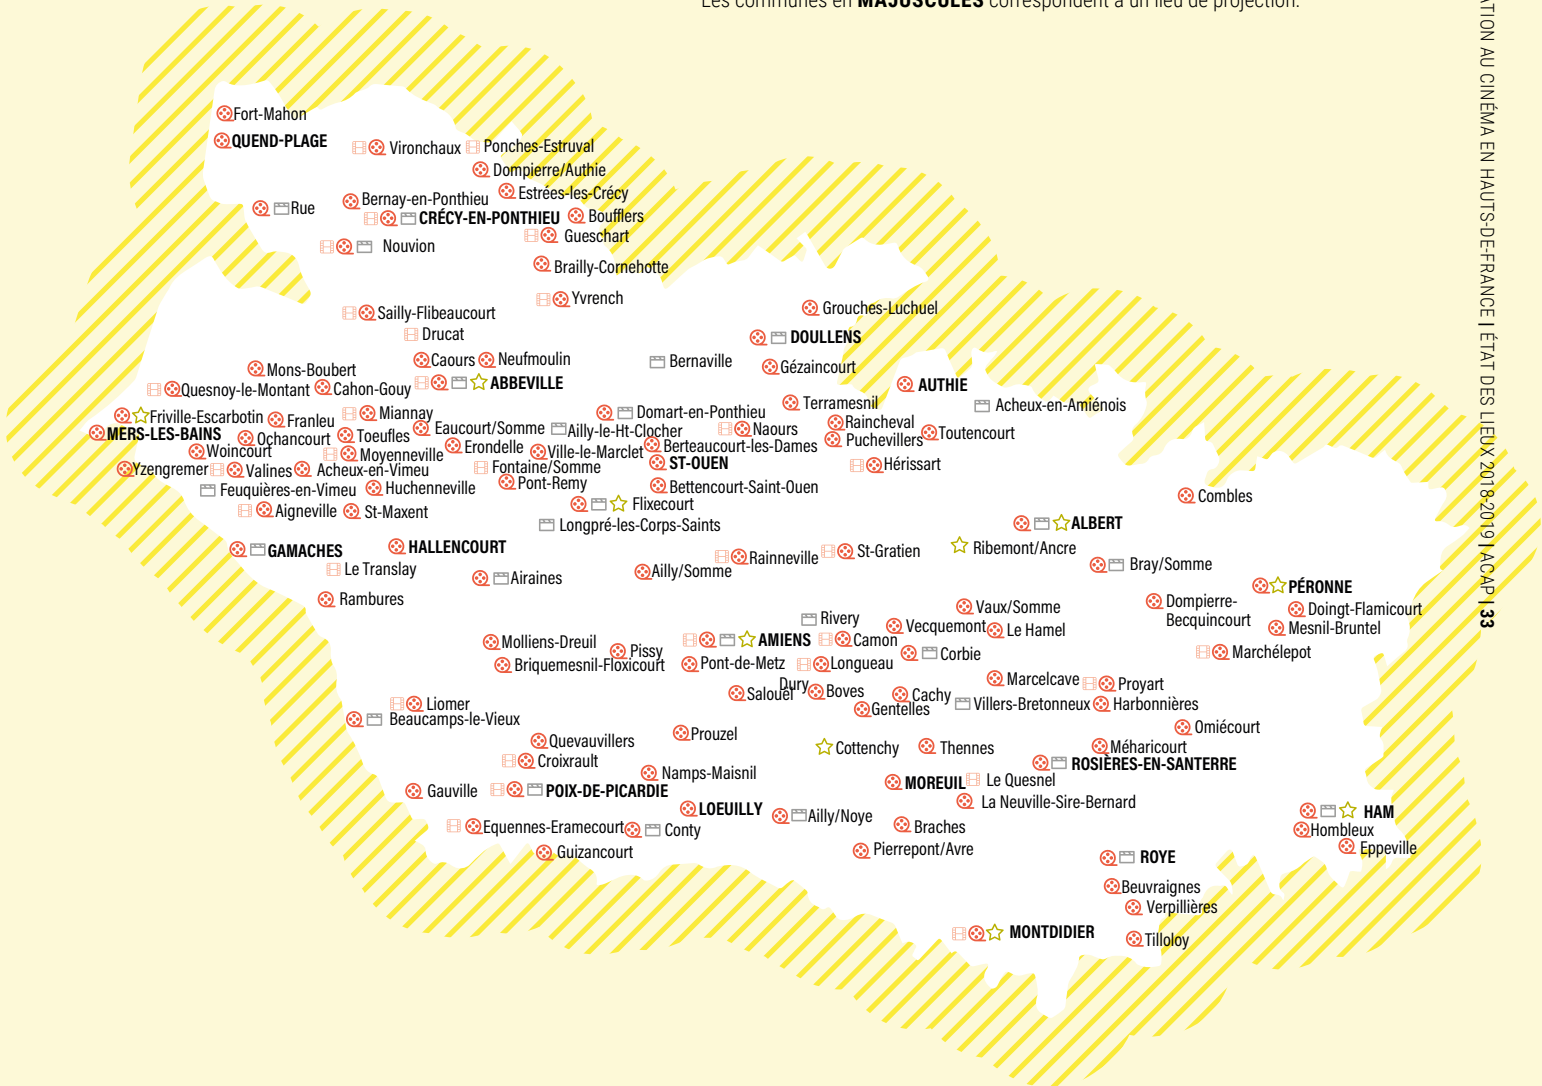 Les communes en MAJUSCULES correspondent à un lieu de projection.
Fort-Mahon
QUEND-PLAGE
Vironchaux
Ponches-Estruval
Dompierre/Authie
Estrées-les-Crécy
Bernay-en-Ponthieu
Rue
CRÉCY-EN-PONTHIEU
Boufflers
Gueschart
Nouvion
Brailly-Cornehotte
Yvrench
Sailly-Flibeaucourt
Grouches-Luchuel
Drucat
DOULLENS
Caours
Neufmoulin
Bernaville
Gézaincourt
Mons-Boubert
Quesnoy-le-Montant
Cahon-Gouy
ABBEVILLE
AUTHIE
Terramesnil
Acheux-en-Amiénois
Friville-Escarbotin
Franleu
Miannay
Domart-en-Ponthieu
Raincheval
MERS-LES-BAINS
Ochancourt
Toeufles
Eaucourt/Somme
Ailly-le-Ht-Clocher
Naours
Puchevillers
Toutencourt
Woincourt
Moyenneville
Erondelle
Ville-le-Marclet
Berteaucourt-les-Dames
Yzengremer
Valines
Acheux-en-Vimeu
Fontaine/Somme
ST-OUEN
Hérissart
Feuquières-en-Vimeu
Huchenneville
Pont-Remy
Bettencourt-Saint-Ouen
Combles
Aigneville
St-Maxent
Flixecourt
Longpré-les-Corps-Saints
ALBERT
GAMACHES
HALLENCOURT
Rainneville
St-Gratien
Ribemont/Ancre
Le Translay
Airaines
Ailly/Somme
Bray/Somme
PÉRONNE
Rambures
Vaux/Somme
Dompierre-
Becquincourt
Doingt-Flamicourt
Rivery
Vecquemont
Le Hamel
Mesnil-Bruntel
Molliens-Dreuil
Pissy
AMIENS
Camon
Corbie
Marchélepot
Briquemesnil-Floxicourt
Pont-de-Metz
Longueau
Dury
Salouël
Boves
Cachy
Marcelcave
Proyart
Liomer
Gentelles
Villers-Bretonneux
Harbonnières
Beaucamps-le-Vieux
Omiécourt
Quevauvillers
Prouzel
Cottenchy
Thennes
Méharicourt
Croixrault
ROSIÈRES-EN-SANTERRE
Namps-Maisnil
MOREUIL
Le Quesnel
Gauville
POIX-DE-PICARDIE
La Neuville-Sire-Bernard
LOEUILLY
Ailly/Noye
HAM
Equennes-Eramecourt
Conty
Braches
Hombleux
Guizancourt
Pierrepont/Avre
Eppeville
ROYE
Beuvraignes
Verpillières
MONTDIDIER
Tilloloy
AU CINÉMA EN HAUTS-DE-FRANCE | ÉTAT DES LIEUX 2018-2019 | ACAP | 33